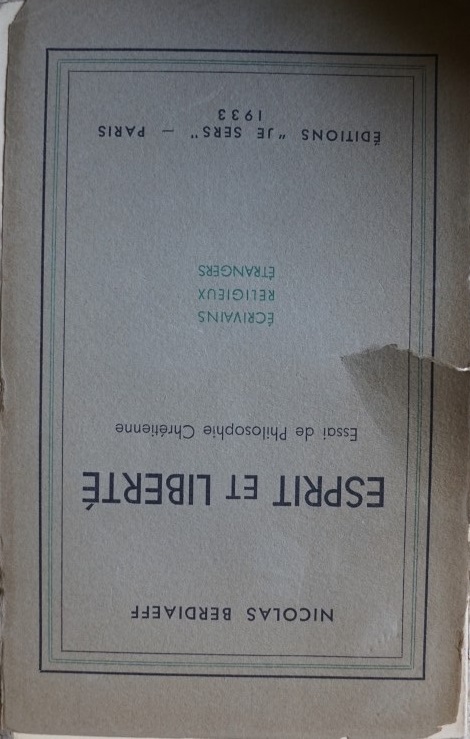 NICOLAS BERDIAEFF
ESPRIT ET LIBERTÉ
Essai de Philosophie Chrétienne
ÉCRIVAINS
RELIGIEUX
ÉTRANGERS
ÉDITIONS "JE SERS" — PARIS
1933